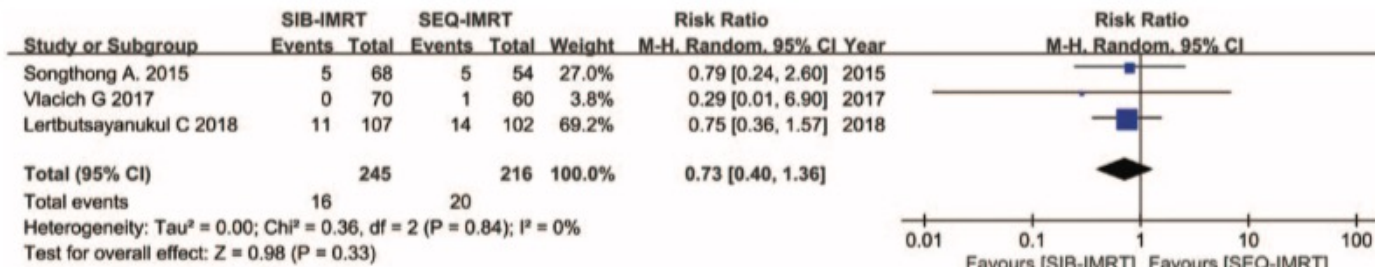 SIB-IMRT SEQ-IMRT Risk Ratio Risk Ratio
Study or Subgroup Events Total Events Total Weight M-H. Random. 95% CI Year M-H. Random. 95% CI
Songthong A. 2015 5 68 5 54 27.0% 0.79 [0.24, 2.60] 2015
Vlacich G 2017 0 70 1 60 3.8% 0.29 [0.01, 6.90] 2017
Lertbutsayanukul C 2018 11 107 14 102 69.2% 0.75 [0.36, 1.57] 2018
Total (95% CI) 245 216 100.0% 0.73 [0.40, 1.36]
Total events 16 20
Heterogeneity: Tau² = 0.00; Chi² = 0.36, df = 2 (P = 0.84); I² = 0%
Test for overall effect: Z = 0.98 (P = 0.33)
0.01 0.1 1 10 100
Favours [SIB-IMRT] Favours [SEQ-IMRT]